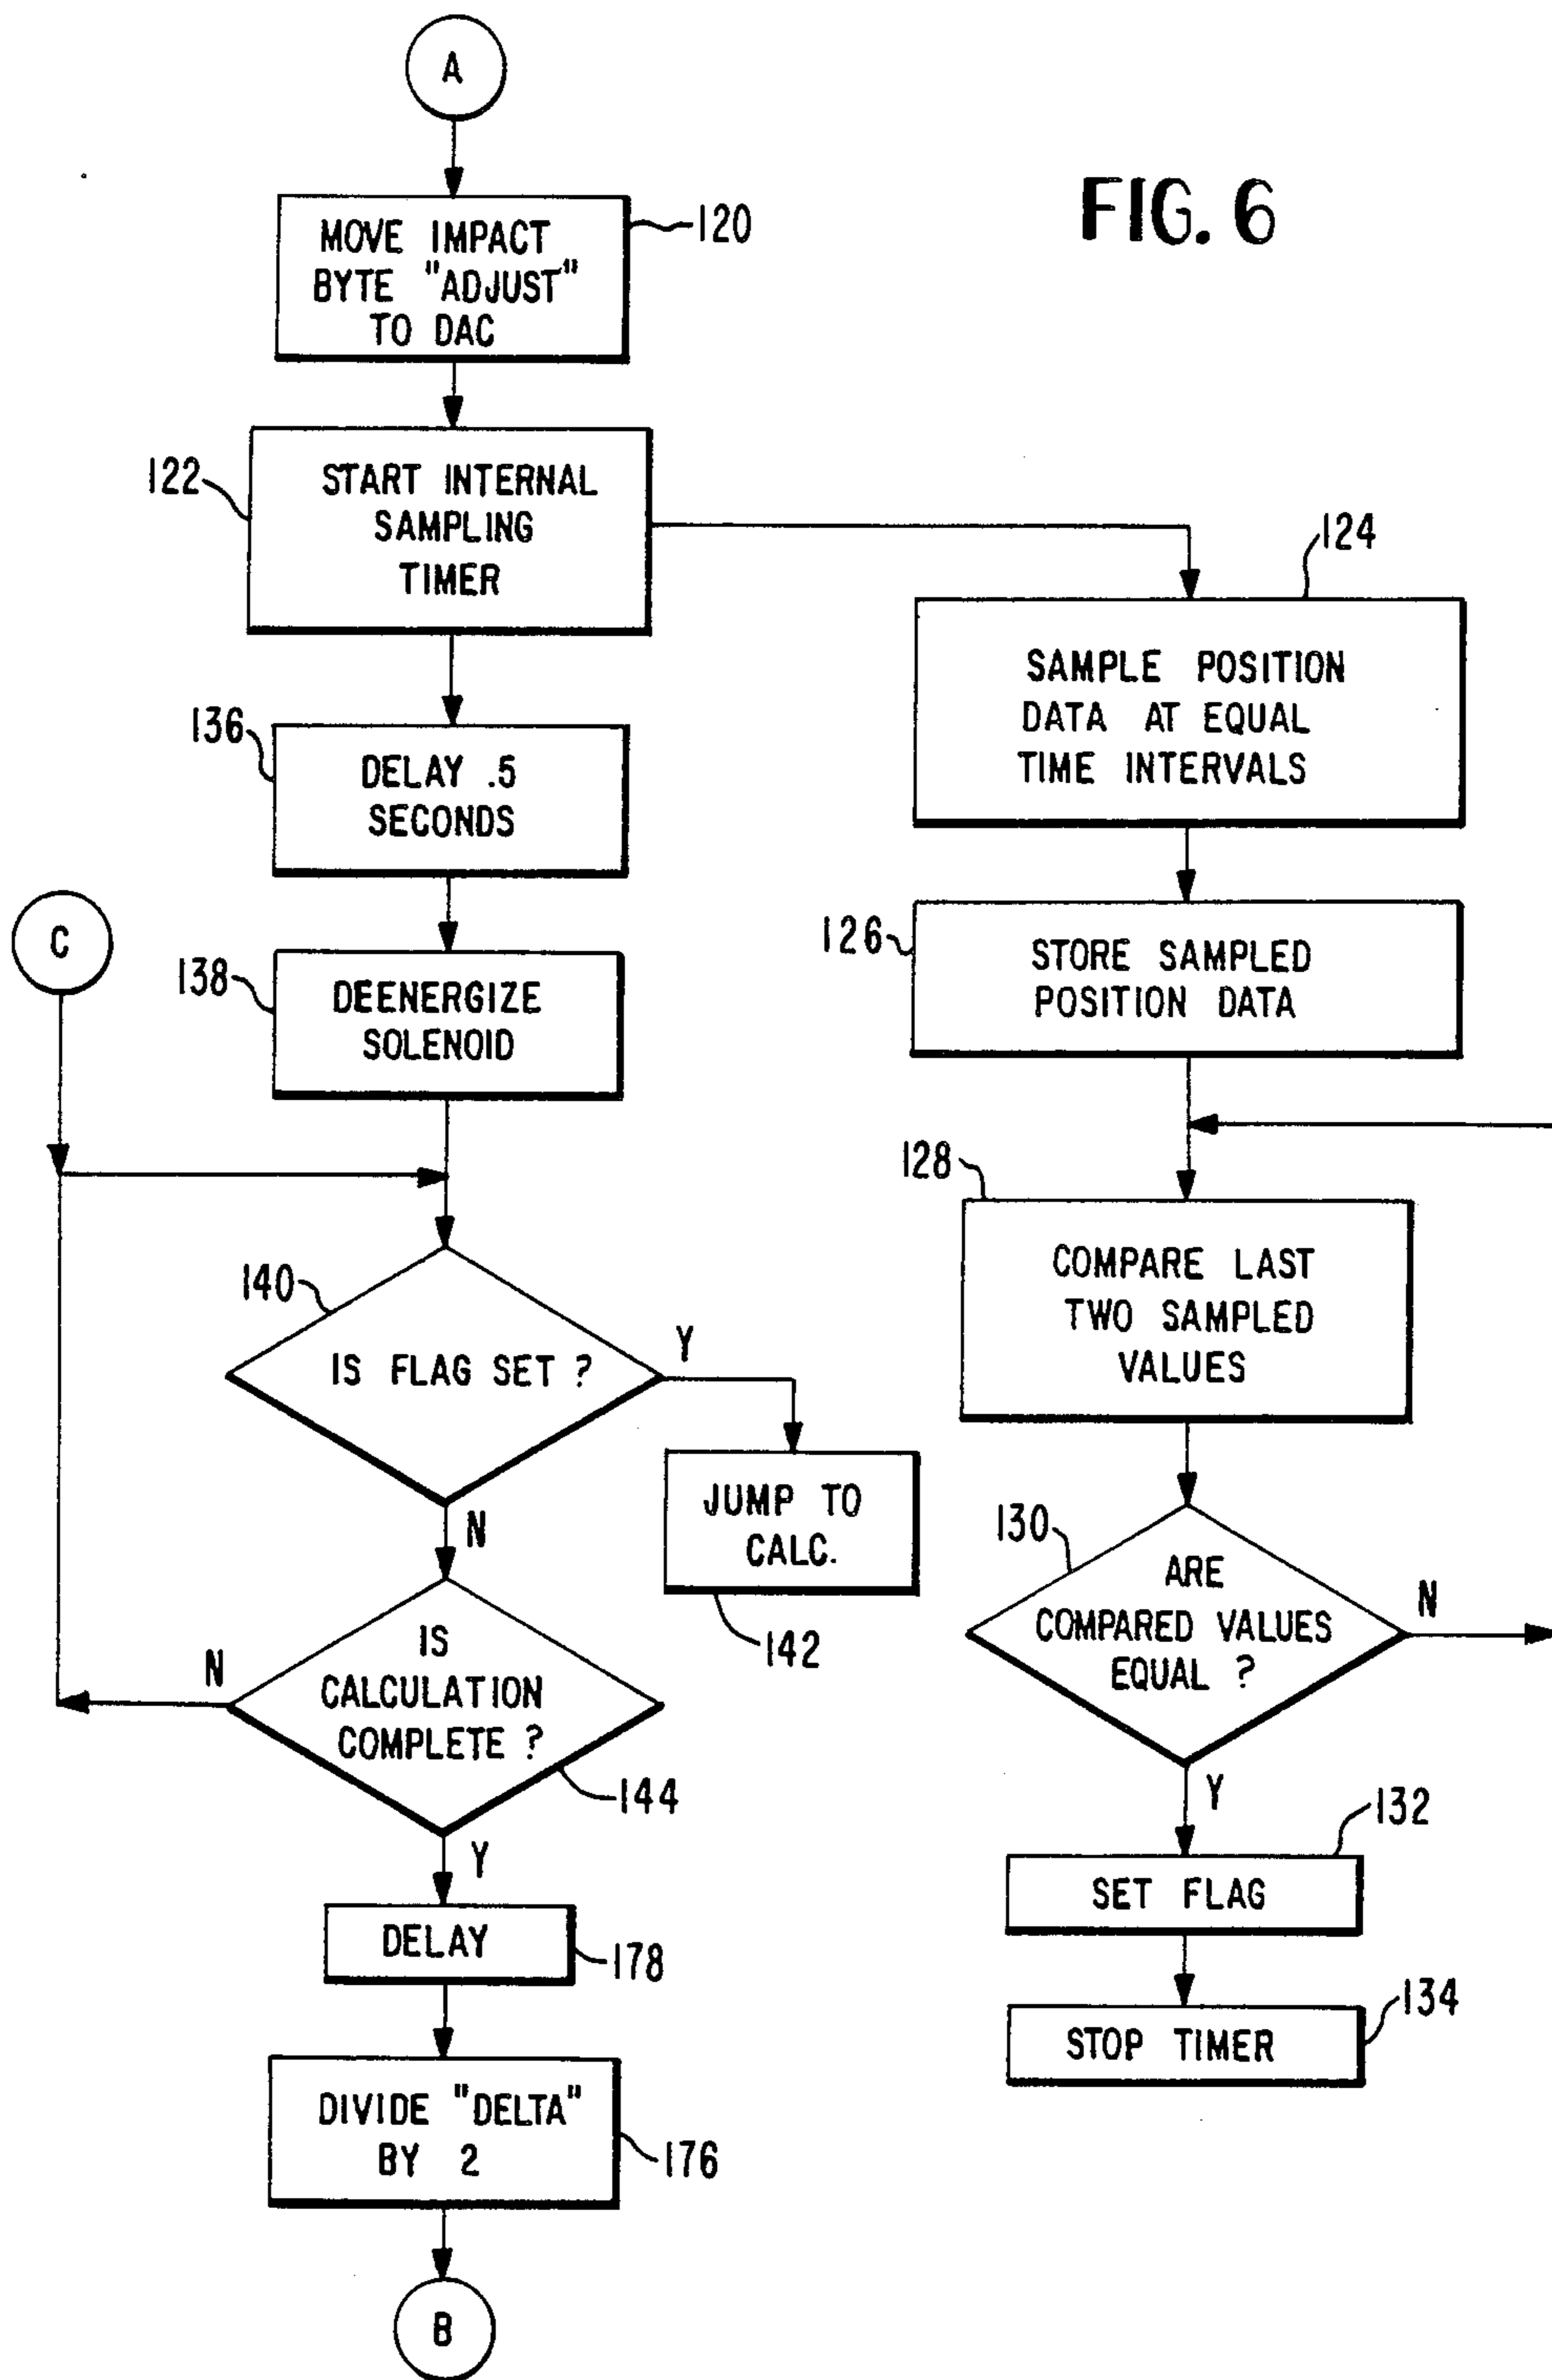 A
FIG. 6
MOVE IMPACT
BYTE "ADJUST"
TO DAC
120
122
START INTERNAL
SAMPLING
TIMER
124
SAMPLE POSITION
DATA AT EQUAL
TIME INTERVALS
136
DELAY .5
SECONDS
126
STORE SAMPLED
POSITION DATA
C
138
DEENERGIZE
SOLENOID
128
COMPARE LAST
TWO SAMPLED
VALUES
140
IS FLAG SET ?
Y
N
JUMP TO
CALC.
142
130
ARE
COMPARED VALUES
EQUAL ?
N
Y
IS
CALCULATION
COMPLETE ?
N
144
Y
132
SET FLAG
DELAY
178
134
STOP TIMER
DIVIDE "DELTA"
BY 2
176
B